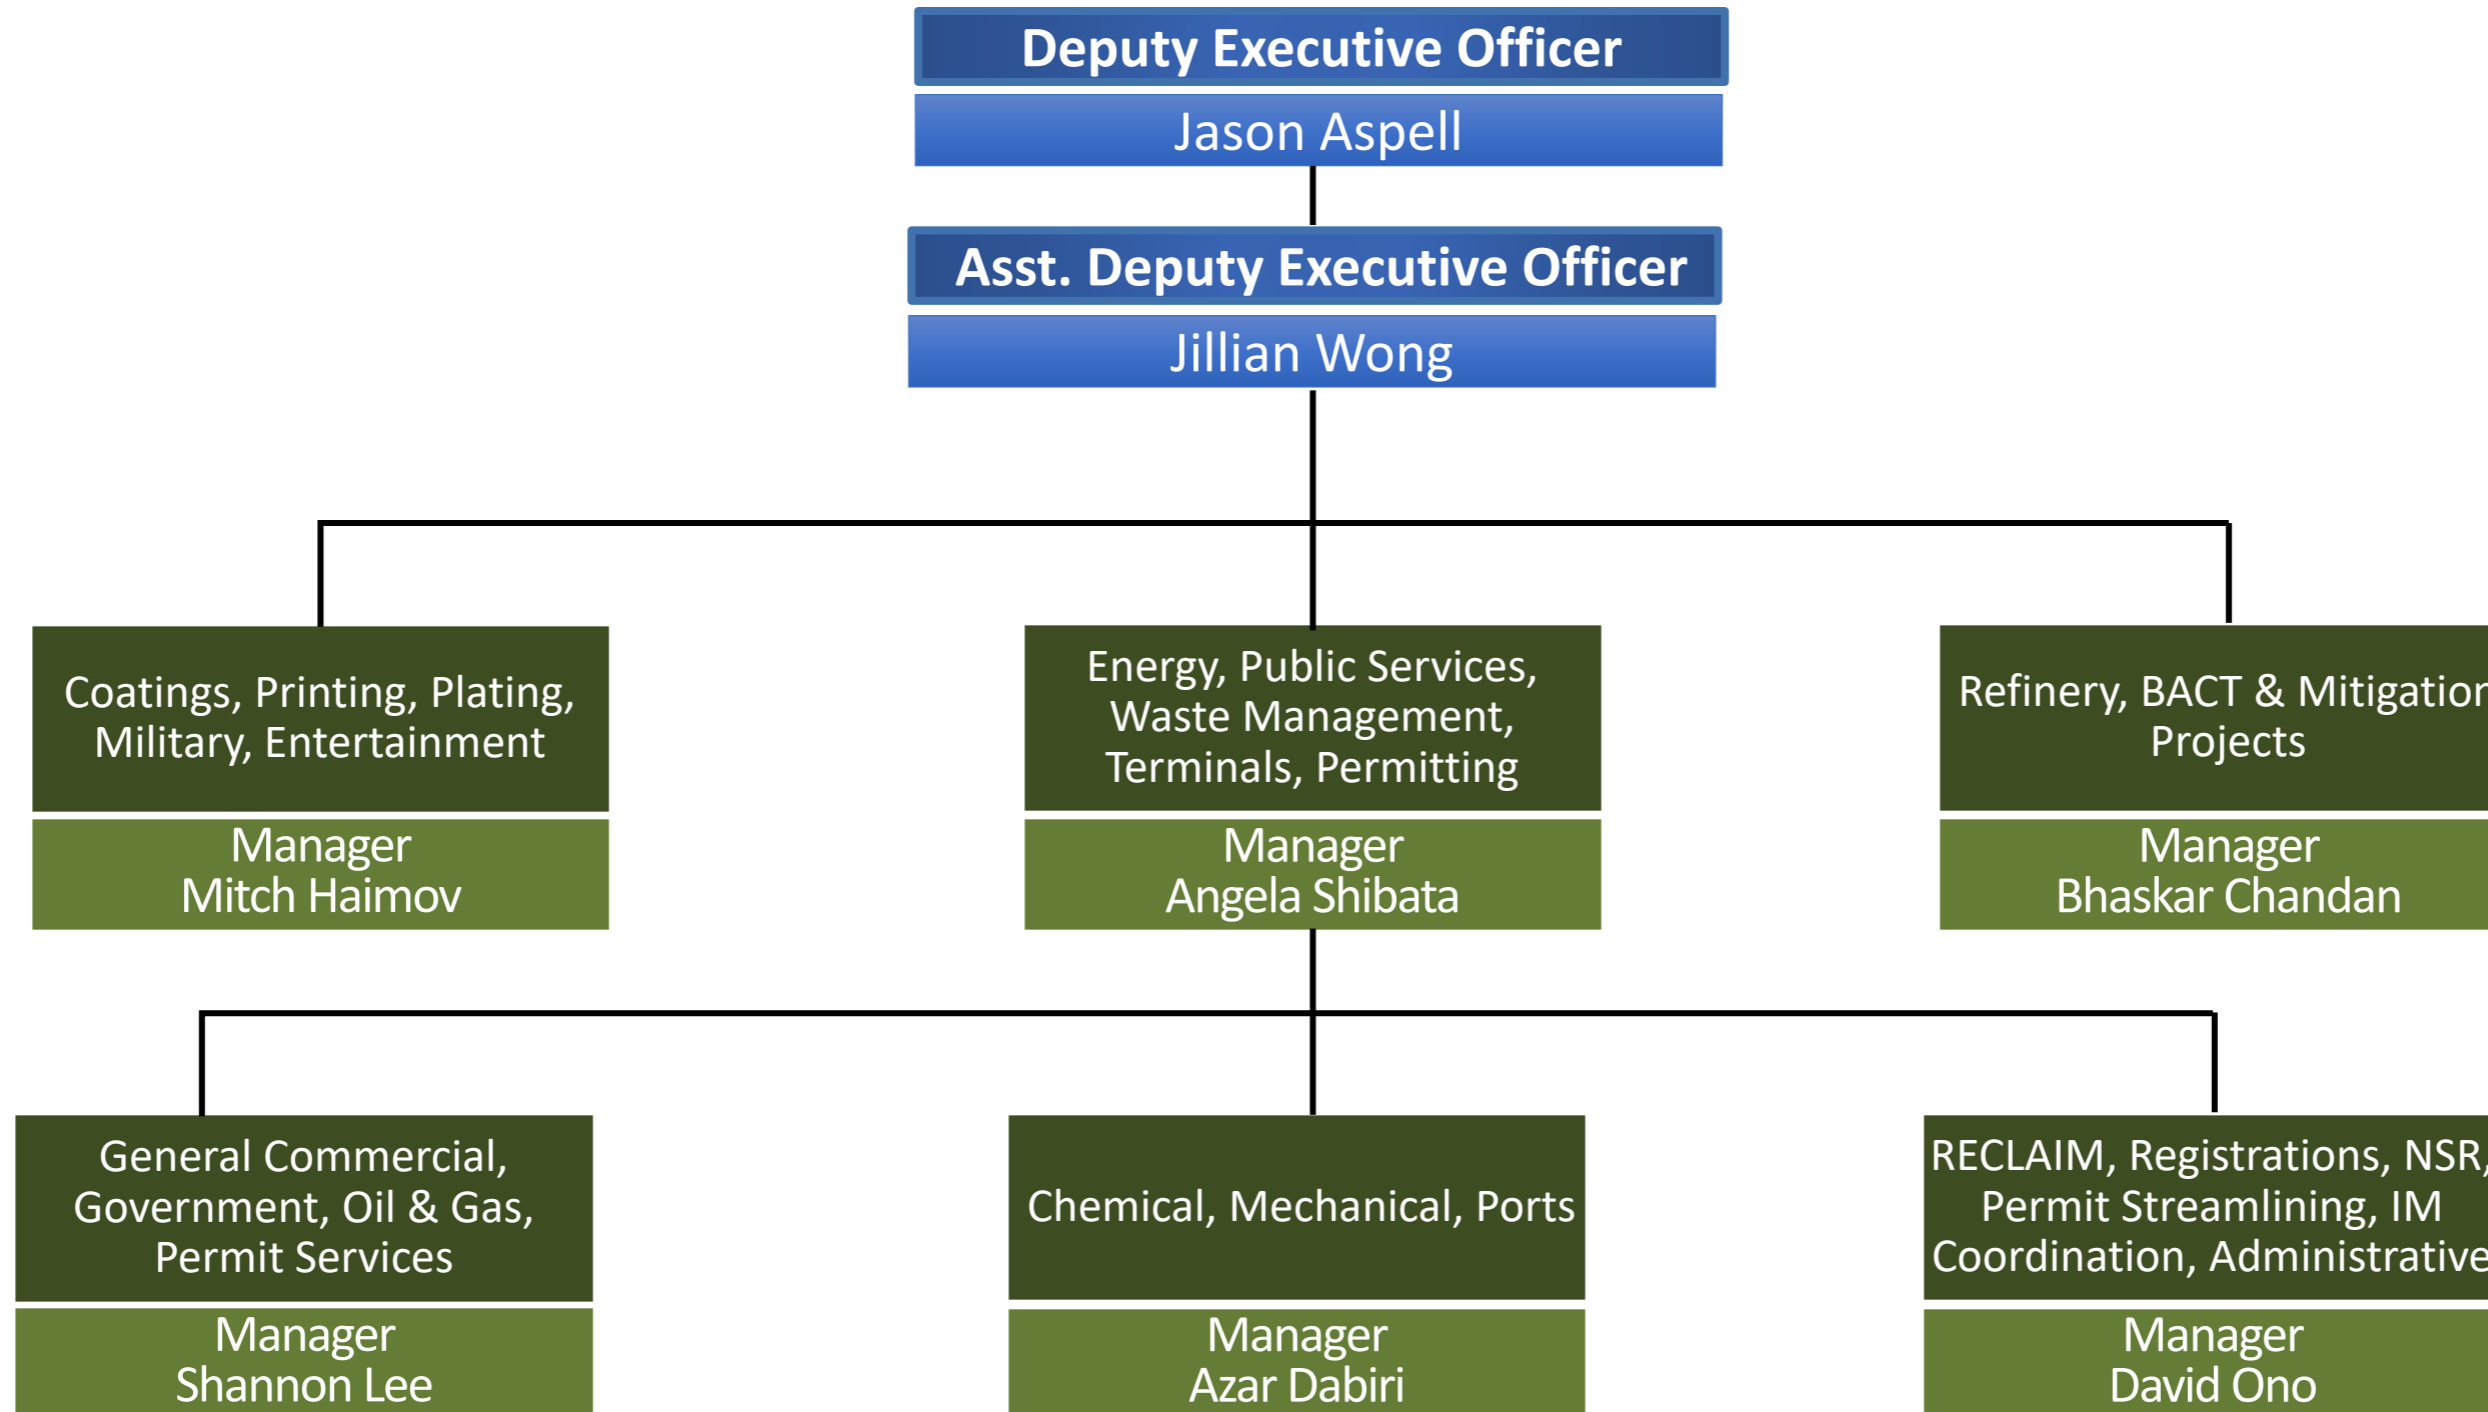 Deputy Executive Officer
Jason Aspell
Asst. Deputy Executive Officer
Jillian Wong
Coatings, Printing, Plating,
Military, Entertainment
Manager
Mitch Haimov
Energy, Public Services,
Waste Management,
Terminals, Permitting
Manager
Angela Shibata
Refinery, BACT & Mitigation
Projects
Manager
Bhaskar Chandan
General Commercial,
Government, Oil & Gas,
Permit Services
Manager
Shannon Lee
Chemical, Mechanical, Ports
Manager
Azar Dabiri
RECLAIM, Registrations, NSR,
Permit Streamlining, IM
Coordination, Administrative
Manager
David Ono